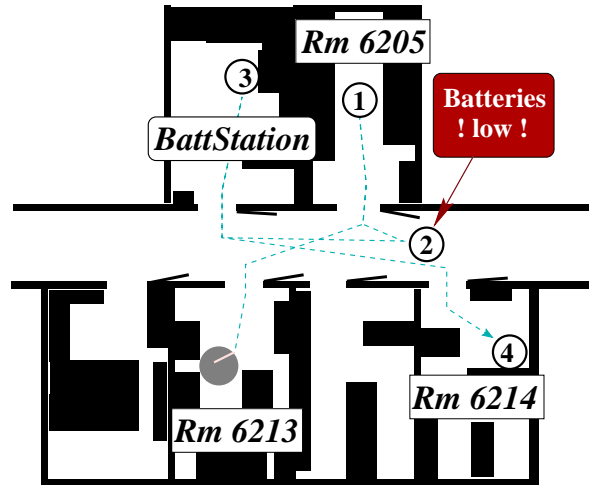 Rm 6205
3
1
Batteries
! low !
BattStation
2
4
Rm 6214
Rm 6213